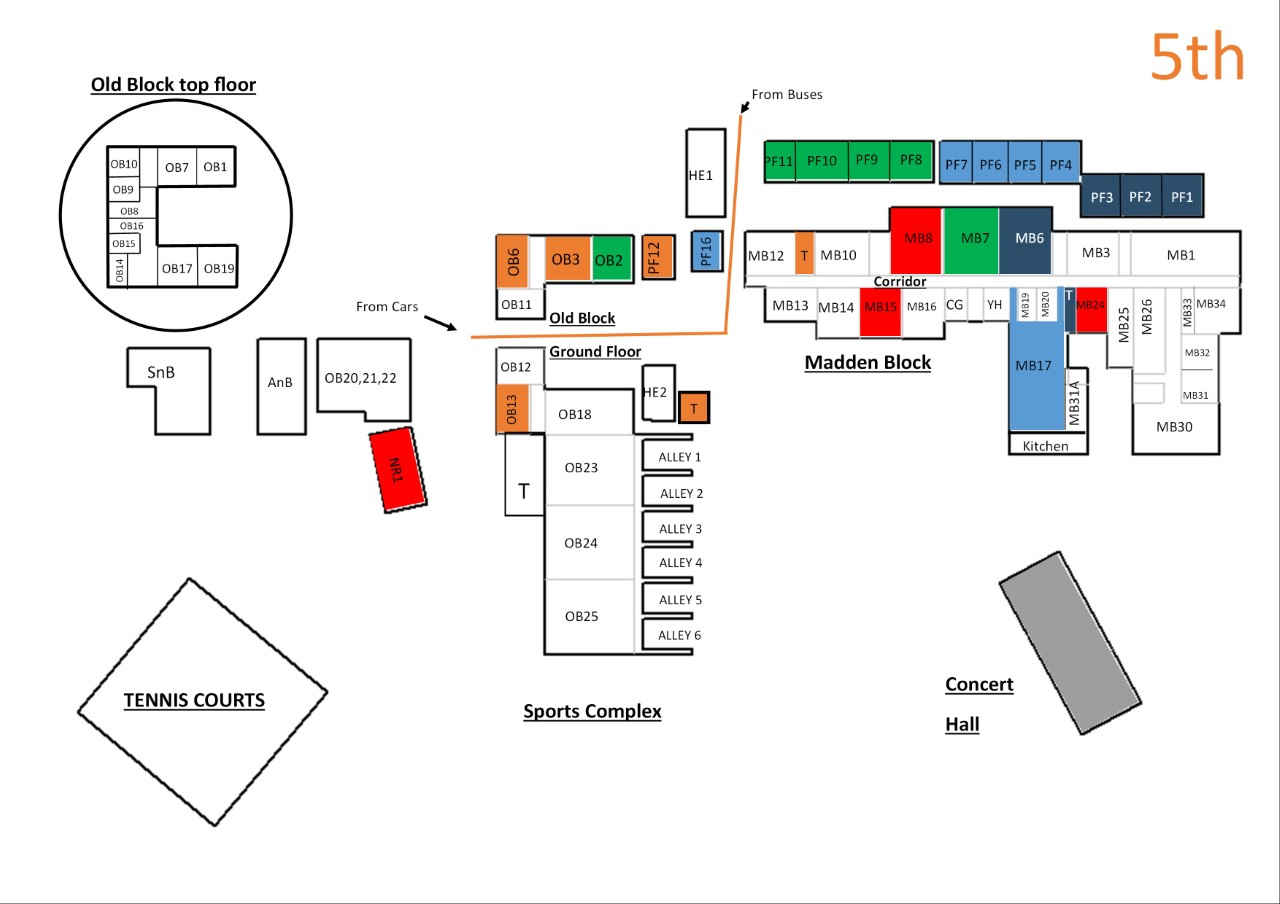 5th
Old Block top floor
From Buses
OB10
OB7
OB1
OB9
OB8
OB16
OB15
OB14
OB17
OB19
HE1
PF11
PF10
PF9
PF8
PF7
PF6
PF5
PF4
PF3
PF2
PF1
OB6
OB3
OB2
PF12
PF16
MB12
T
MB10
MB8
MB7
MB6
MB3
MB1
Corridor
OB11
Old Block
From Cars
MB13
MB14
MB15
MB16
CG
YH
MB19
MB20
T
MB24
MB25
MB26
MB33
MB34
Ground Floor
Madden Block
MB17
MB32
MB31A
MB31
MB30
Kitchen
SnB
AnB
OB20,21,22
OB12
OB13
OB18
HE2
T
NR1
OB23
ALLEY 1
T
ALLEY 2
OB24
ALLEY 3
ALLEY 4
OB25
ALLEY 5
ALLEY 6
TENNIS COURTS
Sports Complex
Concert
Hall